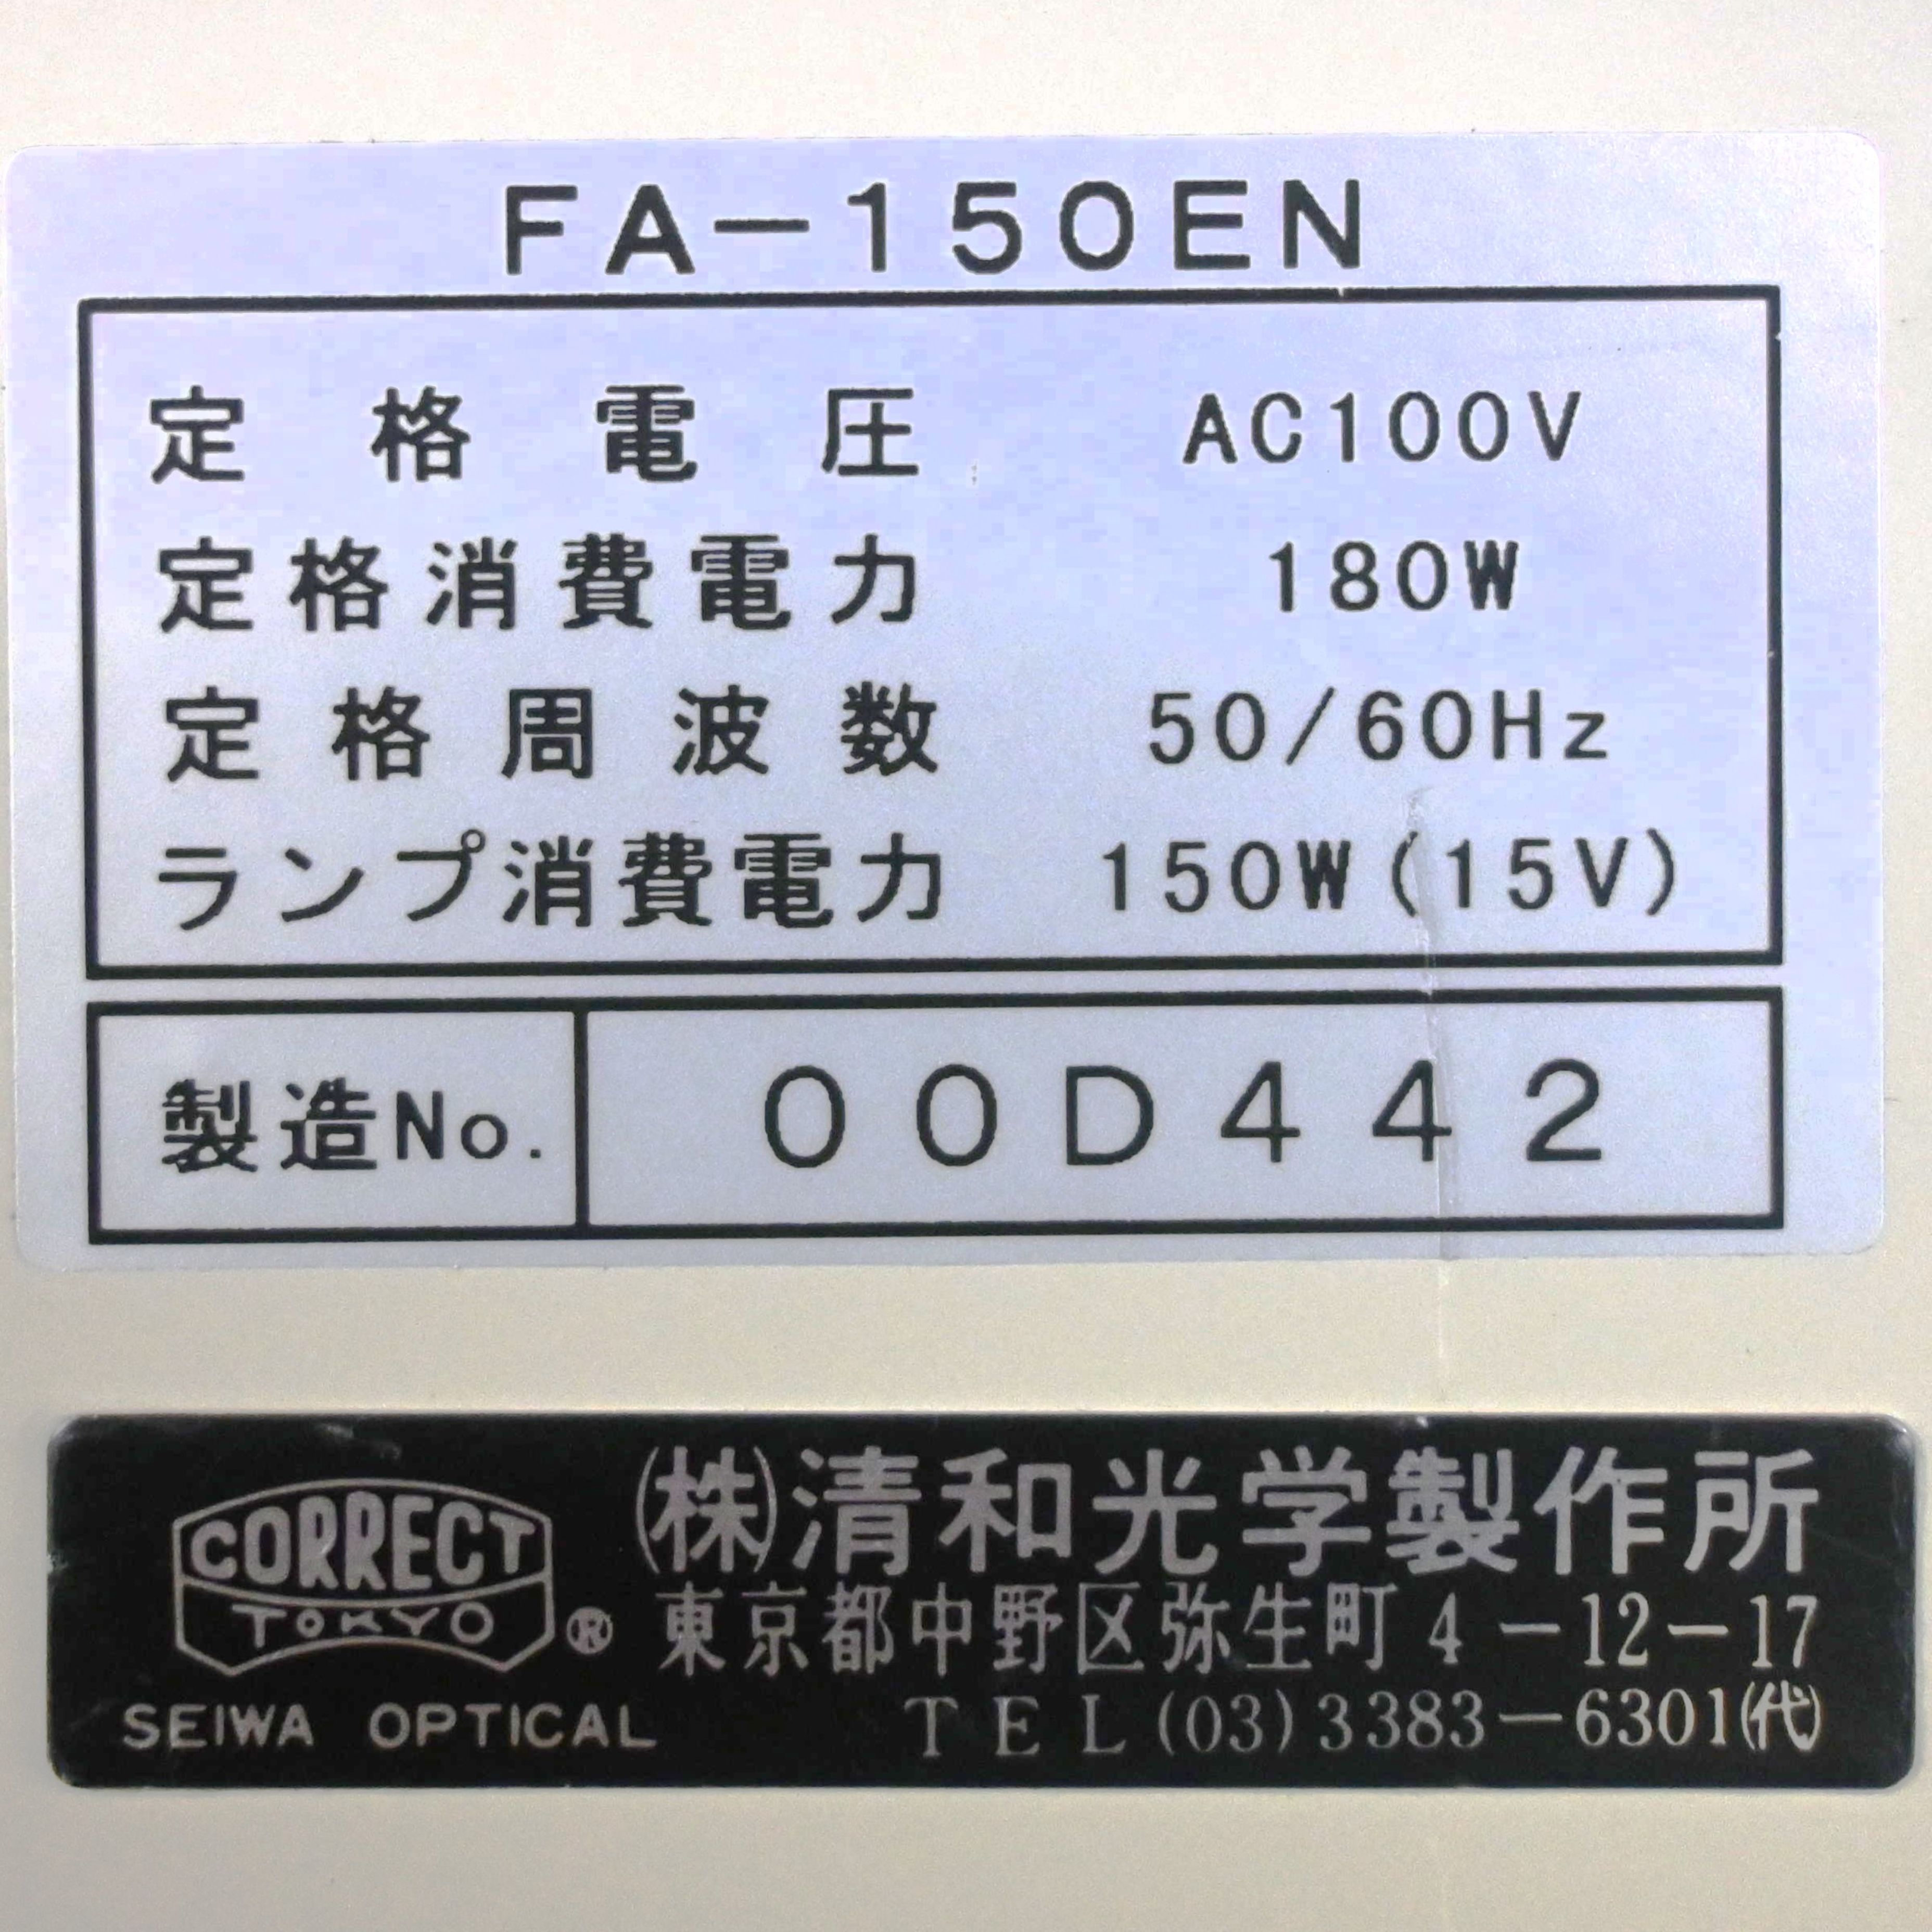 FA-150EN
定格電圧 AC100V
定格消費電力 180W
定格周波数 50/60Hz
ランプ消費電力 150W(15V)
製造No. 00D442
CORRECT
TOKYO ®
SEIWA OPTICAL
(株)清和光学製作所
東京都中野区弥生町4-12-17
TEL(03)3383-6301(代)